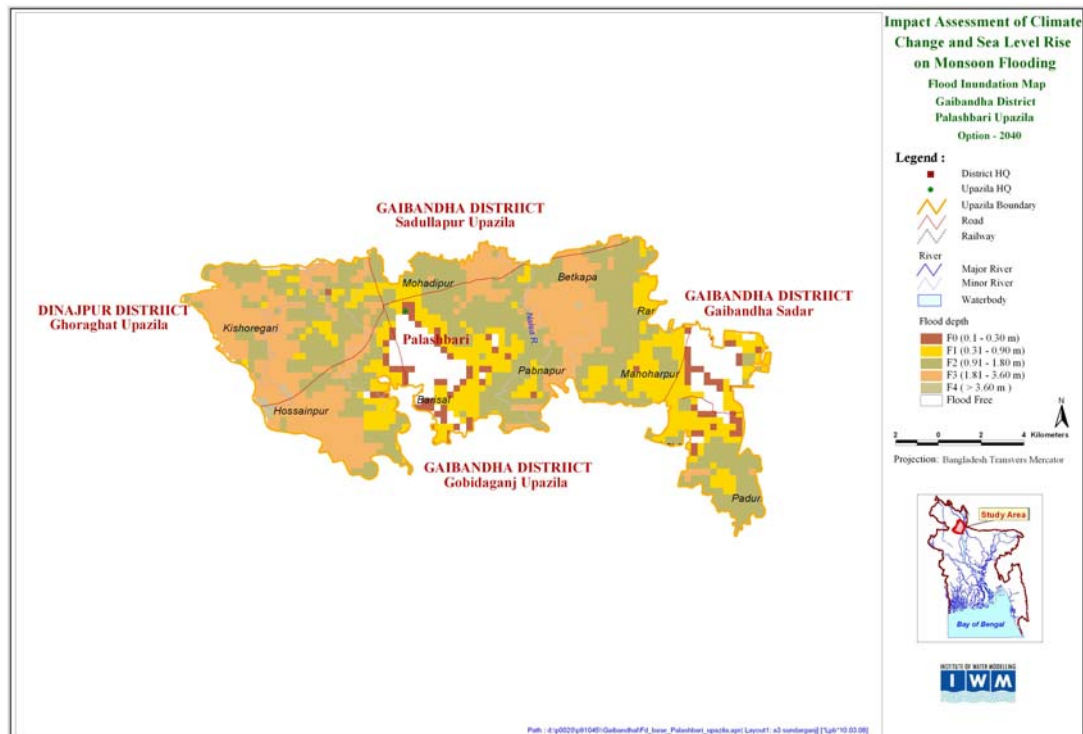 Impact Assessment of Climate
Change and Sea Level Rise
on Monsoon Flooding
Flood Inundation Map
Gaibandha District
Palashbari Upazila
Option - 2040
Legend :
District HQ
Upazila HQ
Upazila Boundary
Road
Railway
River
Major River
Minor River
Waterbody
Flood depth
F0 (0.1 - 0.30 m)
F1 (0.31 - 0.90 m)
F2 (0.91 - 1.80 m)
F3 (1.81 - 3.60 m)
F4 ( > 3.60 m )
Flood Free
N
2 0 2 4 Kilometers
Projection: Bangladesh Transvers Mercator
Study Area
Bay of Bengal
INSTITUTE OF WATER MODELLING
IWM
GAIBANDHA DISTRIICT
Sadullapur Upazila
DINAJPUR DISTRIICT
Ghoraghat Upazila
GAIBANDHA DISTRIICT
Gaibandha Sadar
GAIBANDHA DISTRIICT
Gobidaganj Upazila
Mohadipur
Betkapa
Kishoregari
Palashbari
Rar
Pabnapur
Manoharpur
Barisal
Hossainpur
Padur